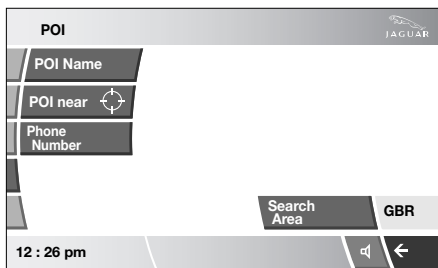 POI
JAGUAR
POI Name
POI near
Phone
Number
Search
Area
GBR
12 : 26 pm